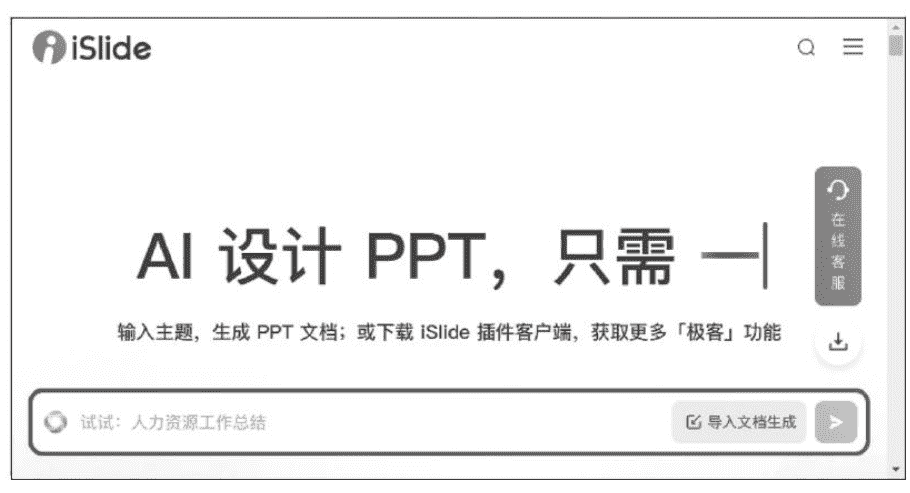 iSlide
在线客服
AI 设计 PPT，只需 一
输入主题，生成 PPT 文档；或下载 iSlide 插件客户端，获取更多「极客」功能
试试：人力资源工作总结
导入文档生成